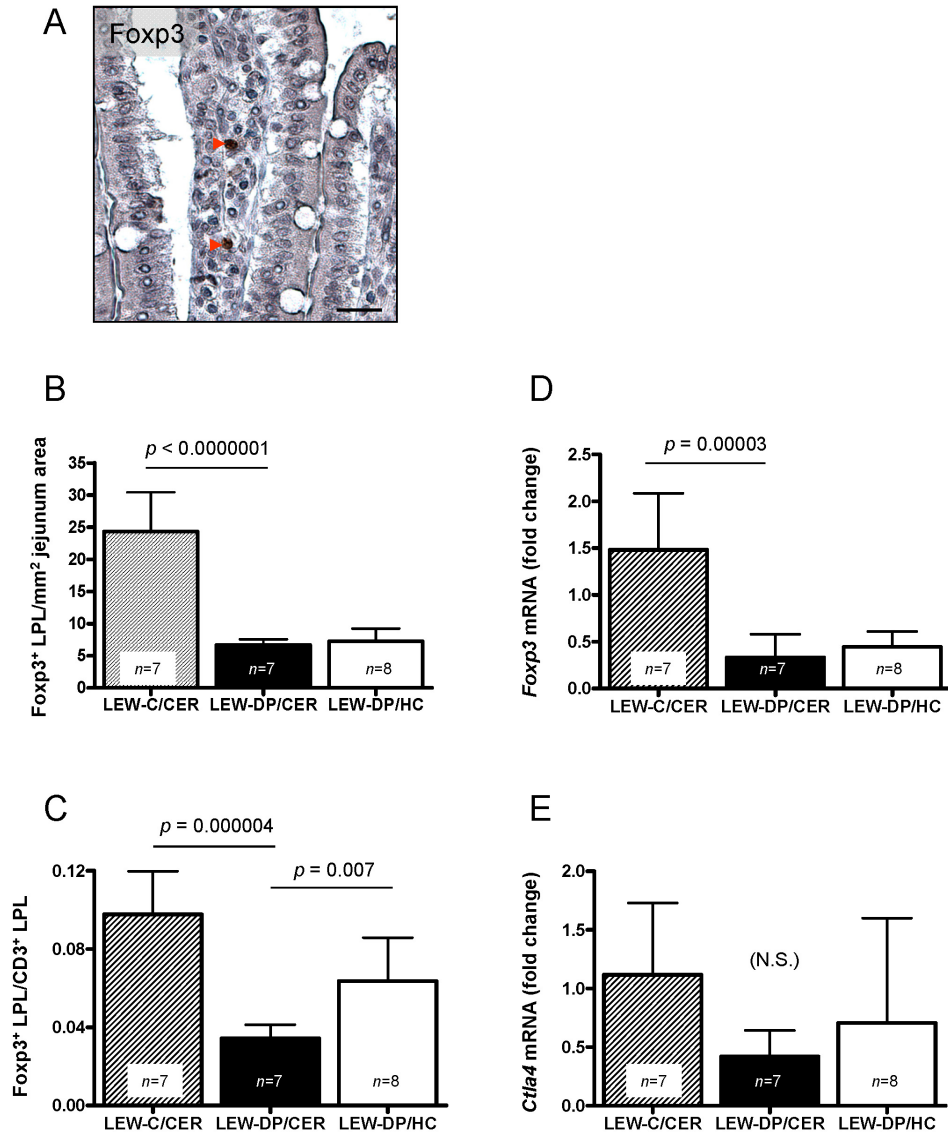 A
Foxp3
B
p < 0.0000001
Foxp3⁺ LPL/mm² jejunum area
35
30
25
20
15
10
5
0
n=7
n=7
n=8
LEW-C/CER LEW-DP/CER LEW-DP/HC
D
p = 0.00003
Foxp3 mRNA (fold change)
2.5
2.0
1.5
1.0
0.5
0.0
n=7
n=7
n=8
LEW-C/CER LEW-DP/CER LEW-DP/HC
C
p = 0.000004
p = 0.007
Foxp3⁺ LPL/CD3⁺ LPL
0.12
0.08
0.04
0.00
n=7
n=7
n=8
LEW-C/CER LEW-DP/CER LEW-DP/HC
E
Ctla4 mRNA (fold change)
2.0
1.5
1.0
0.5
0.0
(N.S.)
n=7
n=7
n=8
LEW-C/CER LEW-DP/CER LEW-DP/HC